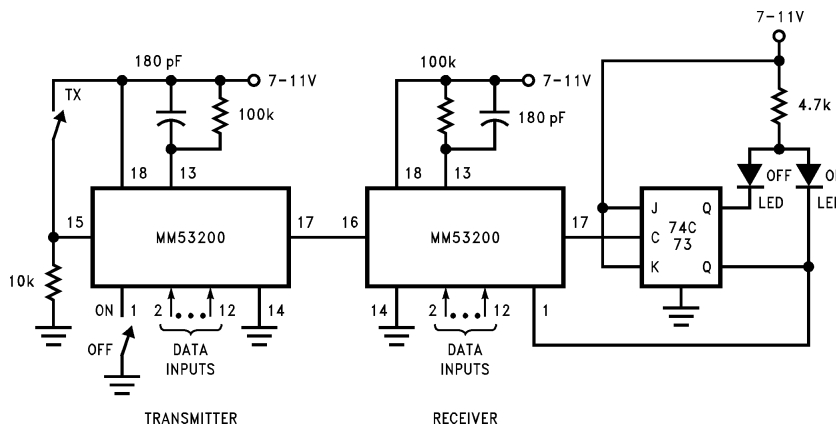 7-11V
180 pF
100k
7-11V
7-11V
TX
100k
180 pF
4.7k
18
13
18
13
OFF
LED
LED
15
MM53200
17
16
MM53200
17
J
Q
74C
73
C
K
Q
10k
ON
1
2
12
14
14
2
12
1
OFF
DATA
INPUTS
DATA
INPUTS
TRANSMITTER
RECEIVER